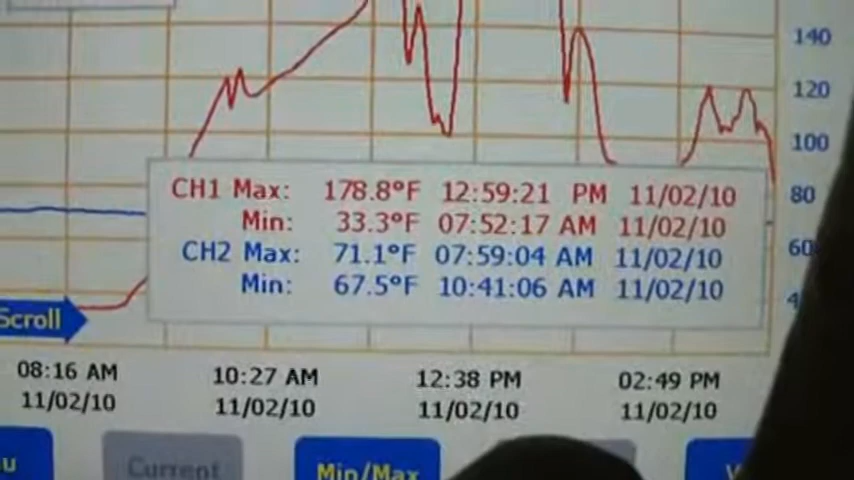 140
120
100
CH1 Max: 178.8°F 12:59:21 PM 11/02/10
80
Min: 33.3°F 07:52:17 AM 11/02/10
CH2 Max: 71.1°F 07:59:04 AM 11/02/10
60
Min: 67.5°F 10:41:06 AM 11/02/10
Scroll
08:16 AM 10:27 AM 12:38 PM 02:49 PM
11/02/10 11/02/10 11/02/10 11/02/10
Current Min/Max